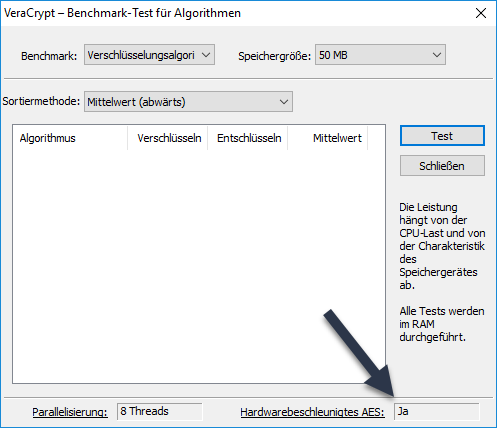 VeraCrypt – Benchmark-Test für Algorithmen
Benchmark: Verschlüsselungsalgori Speichergröße: 50 MB
Sortiermethode: Mittelwert (abwärts)
Algorithmus Verschlüsseln Entschlüsseln Mittelwert
Test
Schließen
Die Leistung
hängt von der
CPU-Last und von
der Charakteristik
des
Speichergerätes
ab.
Alle Tests werden
im RAM
durchgeführt.
Parallelisierung: 8 Threads Hardwarebeschleunigtes AES: Ja